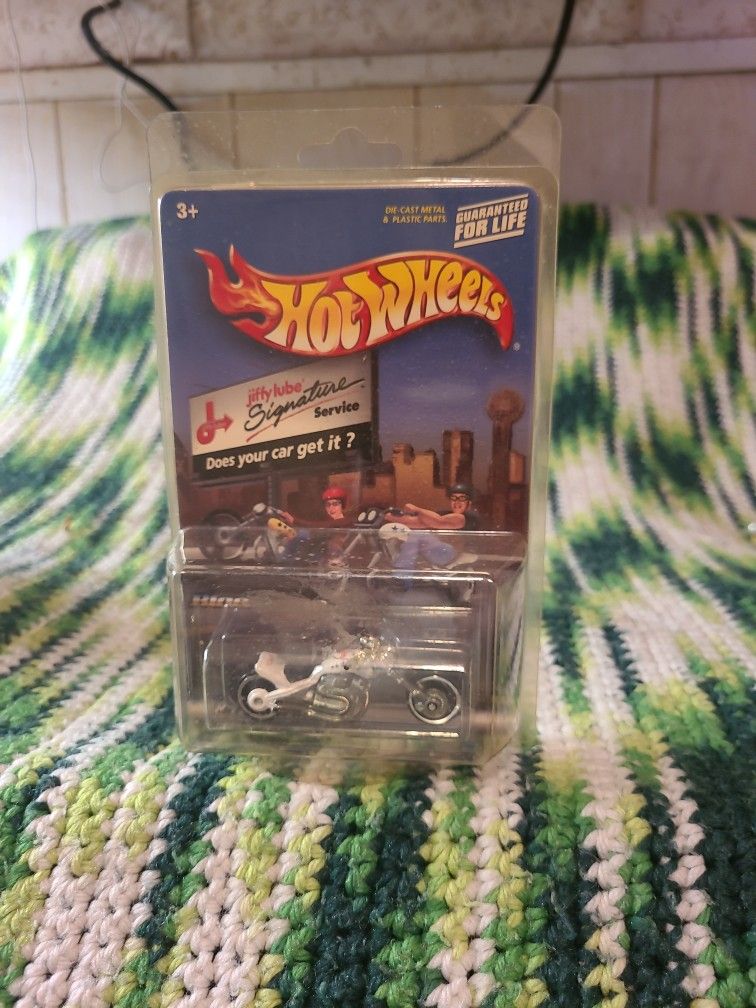 3+
DIE-CAST METAL
& PLASTIC PARTS.
GUARANTEED
FOR LIFE
HOT WHEELS®
jiffy lube
Signature
Service
Does your car get it?